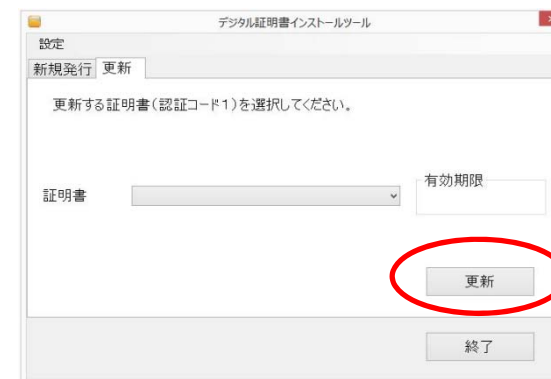 デジタル証明書インストールツール
設定
新規発行 更新
更新する証明書(認証コード1)を選択してください。
有効期限
証明書
更新
終了